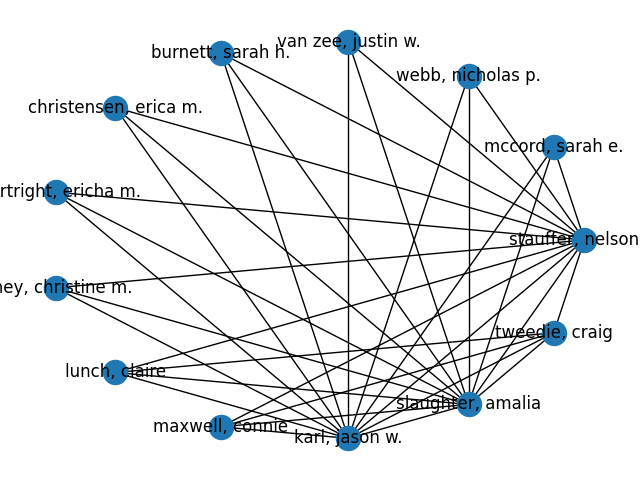 van zee, justin w.
burnett, sarah h.
webb, nicholas p.
christensen, erica m.
mccord, sarah e.
rtright, ericha m.
stauffer, nelson
ney, christine m.
tweedie, craig
lunch, claire
slaughter, amalia
maxwell, connie
karl, jason w.